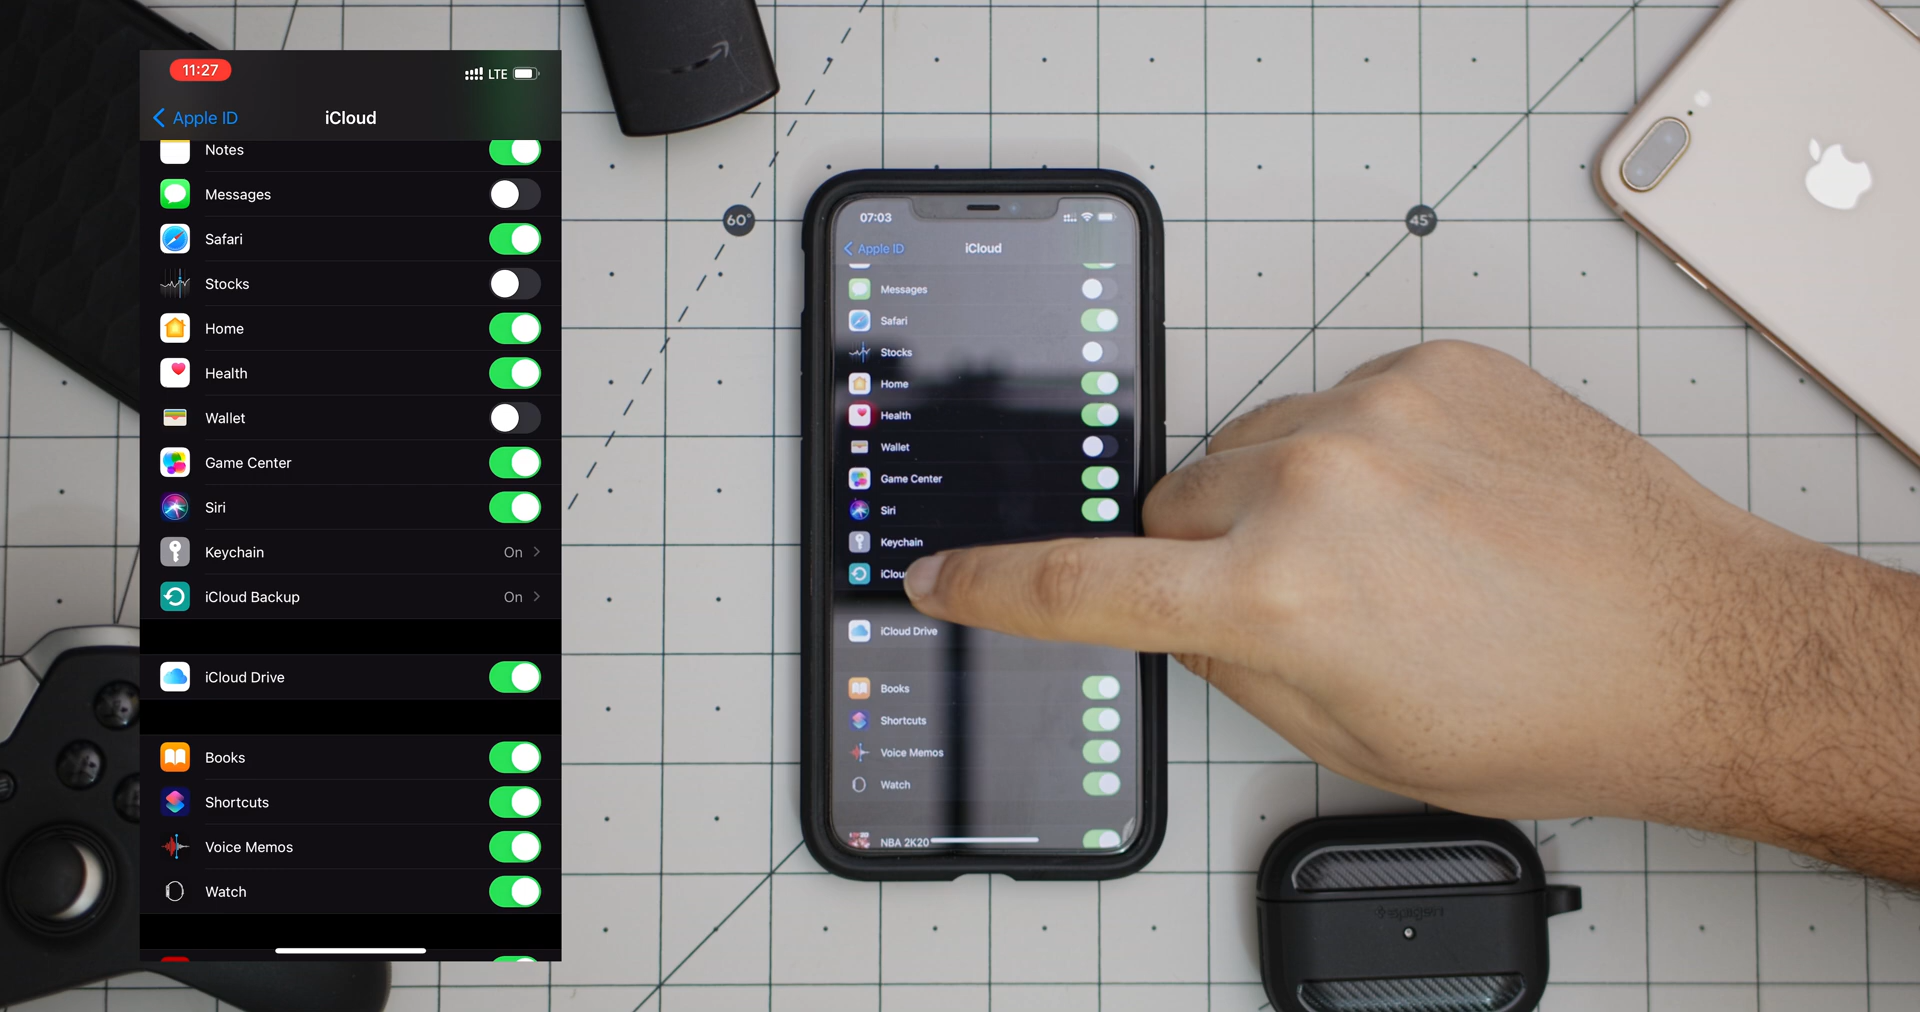 11:27
LTE
Apple ID
iCloud
Notes
Messages
Safari
Stocks
Home
Health
Wallet
Game Center
Siri
Keychain On
iCloud Backup On
iCloud Drive
Books
Shortcuts
Voice Memos
Watch
60°
07:03
Apple ID
iCloud
Messages
Safari
Stocks
Home
Health
Wallet
Game Center
Siri
Keychain
iClou
iCloud Drive
Books
Shortcuts
Voice Memos
Watch
NBA 2K20
45°
spigen